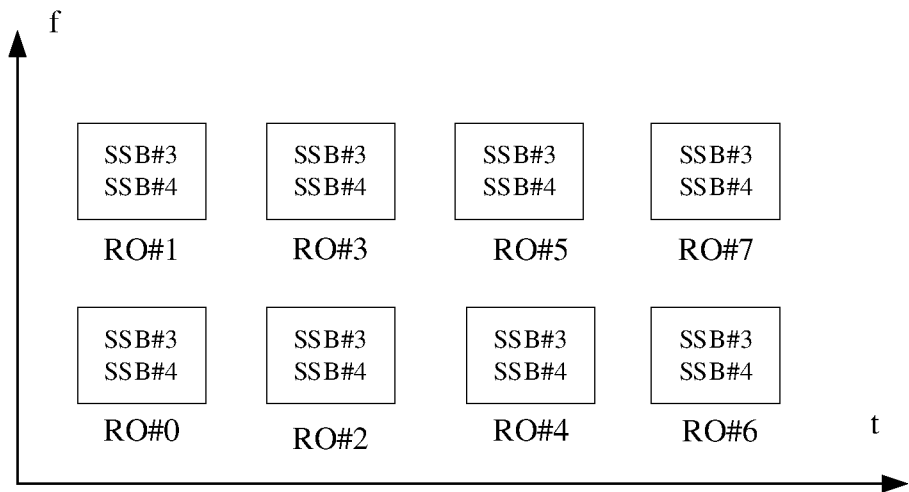 f
SSB#3
SSB#4
SSB#3
SSB#4
SSB#3
SSB#4
SSB#3
SSB#4
RO#1
RO#3
RO#5
RO#7
SSB#3
SSB#4
SSB#3
SSB#4
SSB#3
SSB#4
SSB#3
SSB#4
RO#0
RO#2
RO#4
RO#6
t